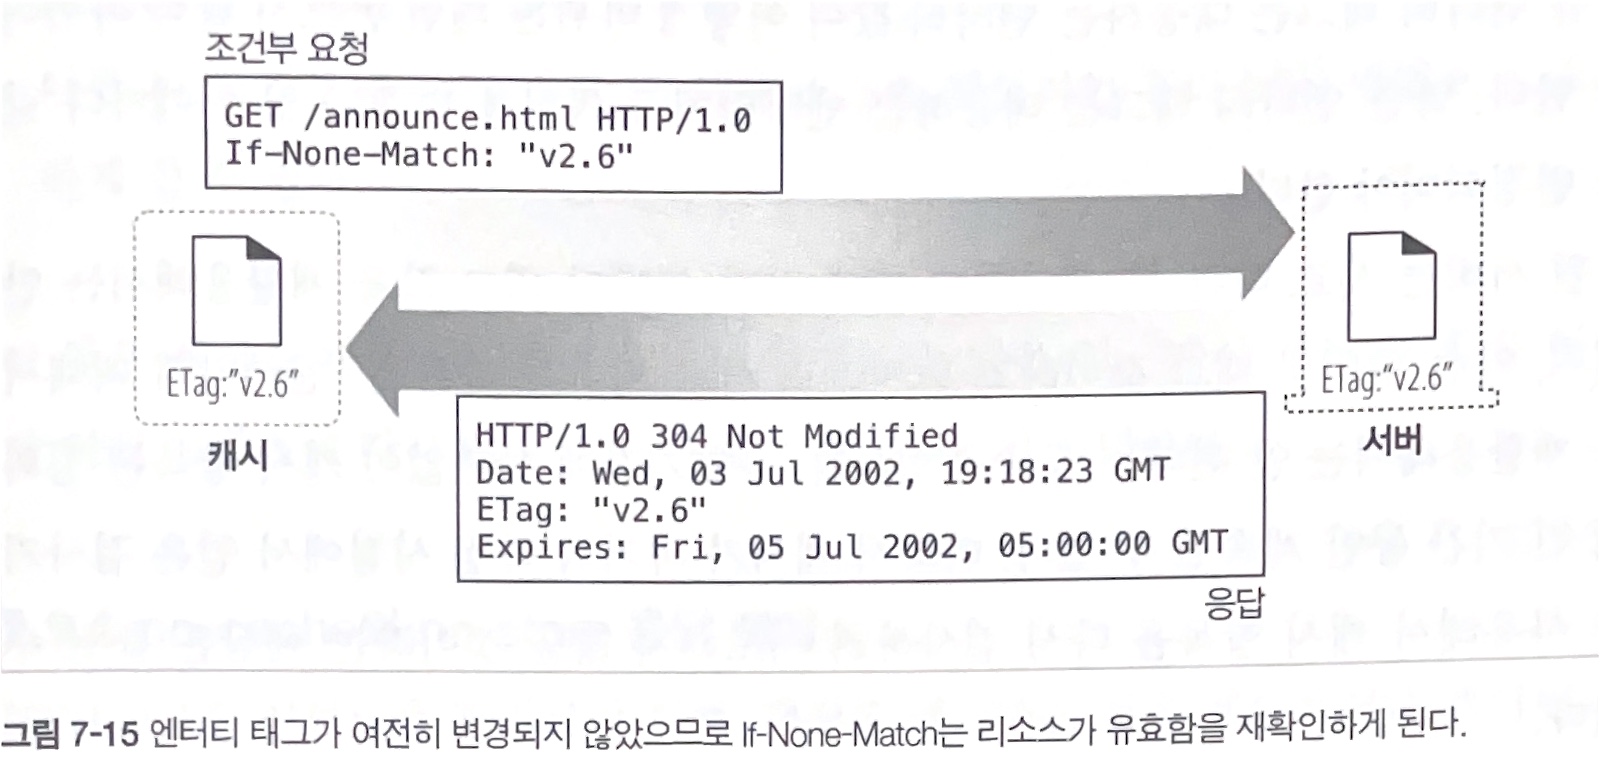 조건부 요청
GET /announce.html HTTP/1.0
If-None-Match: "v2.6"
ETag:"v2.6"
캐시
ETag:"v2.6"
서버
HTTP/1.0 304 Not Modified
Date: Wed, 03 Jul 2002, 19:18:23 GMT
ETag: "v2.6"
Expires: Fri, 05 Jul 2002, 05:00:00 GMT
응답
그림 7-15 엔터티 태그가 여전히 변경되지 않았으므로 If-None-Match는 리소스가 유효함을 재확인하게 된다.